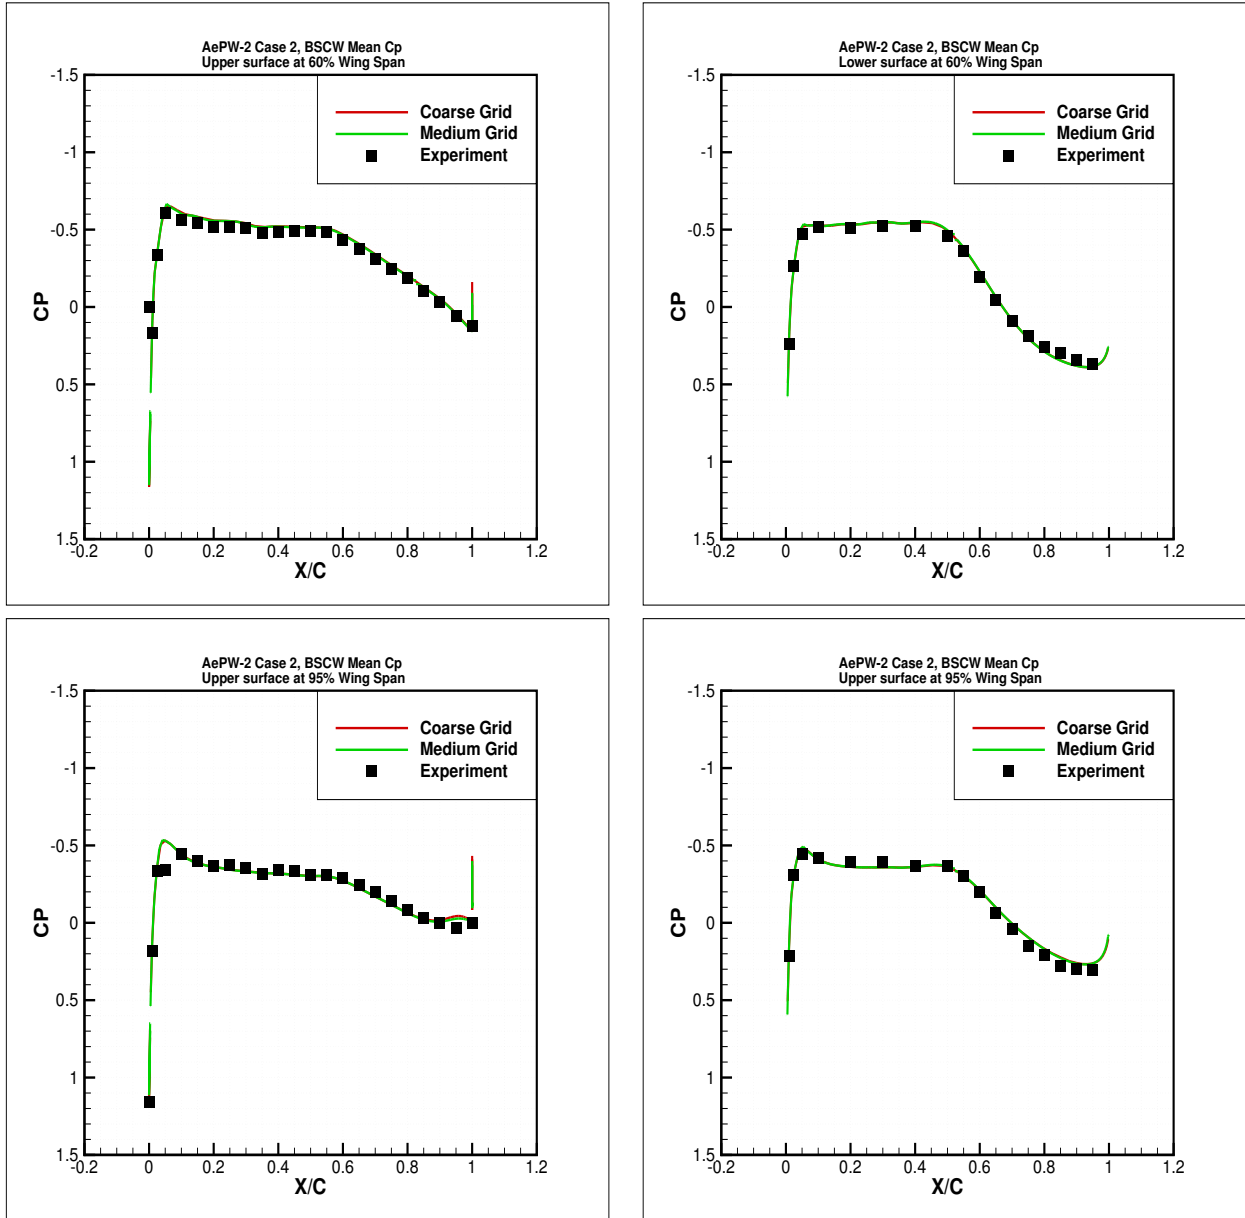 AePW-2 Case 2, BSCW Mean Cp
Upper surface at 60% Wing Span
-1.5
-1
-0.5
0
0.5
1
1.5
CP
Coarse Grid
Medium Grid
Experiment
-0.2 0 0.2 0.4 0.6 0.8 1 1.2
X/C
AePW-2 Case 2, BSCW Mean Cp
Lower surface at 60% Wing Span
-1.5
-1
-0.5
0
0.5
1
1.5
CP
Coarse Grid
Medium Grid
Experiment
-0.2 0 0.2 0.4 0.6 0.8 1 1.2
X/C
AePW-2 Case 2, BSCW Mean Cp
Upper surface at 95% Wing Span
-1.5
-1
-0.5
0
0.5
1
1.5
CP
Coarse Grid
Medium Grid
Experiment
-0.2 0 0.2 0.4 0.6 0.8 1 1.2
X/C
AePW-2 Case 2, BSCW Mean Cp
Upper surface at 95% Wing Span
-1.5
-1
-0.5
0
0.5
1
1.5
CP
Coarse Grid
Medium Grid
Experiment
-0.2 0 0.2 0.4 0.6 0.8 1 1.2
X/C